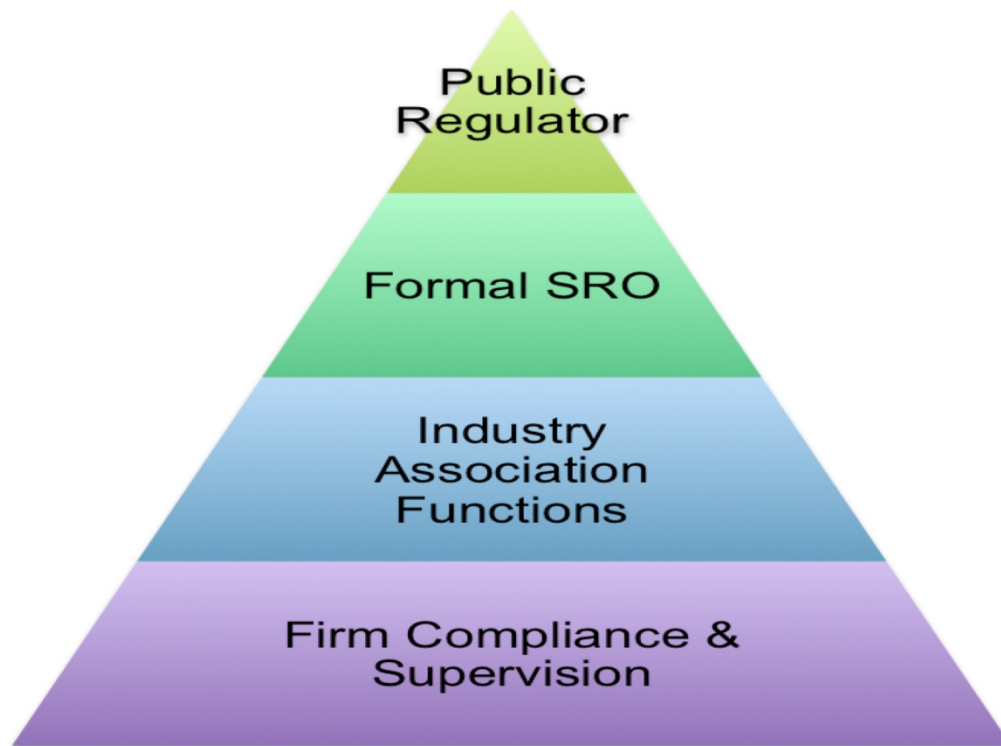 Public
Regulator
Formal SRO
Industry
Association
Functions
Firm Compliance &
Supervision